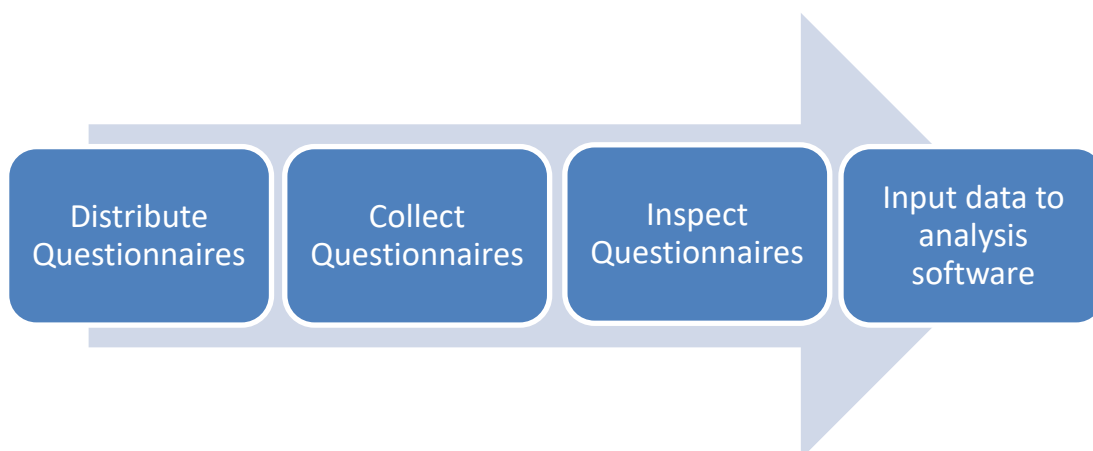 Distribute
Questionnaires
Collect
Questionnaires
Inspect
Questionnaires
Input data to
analysis
software